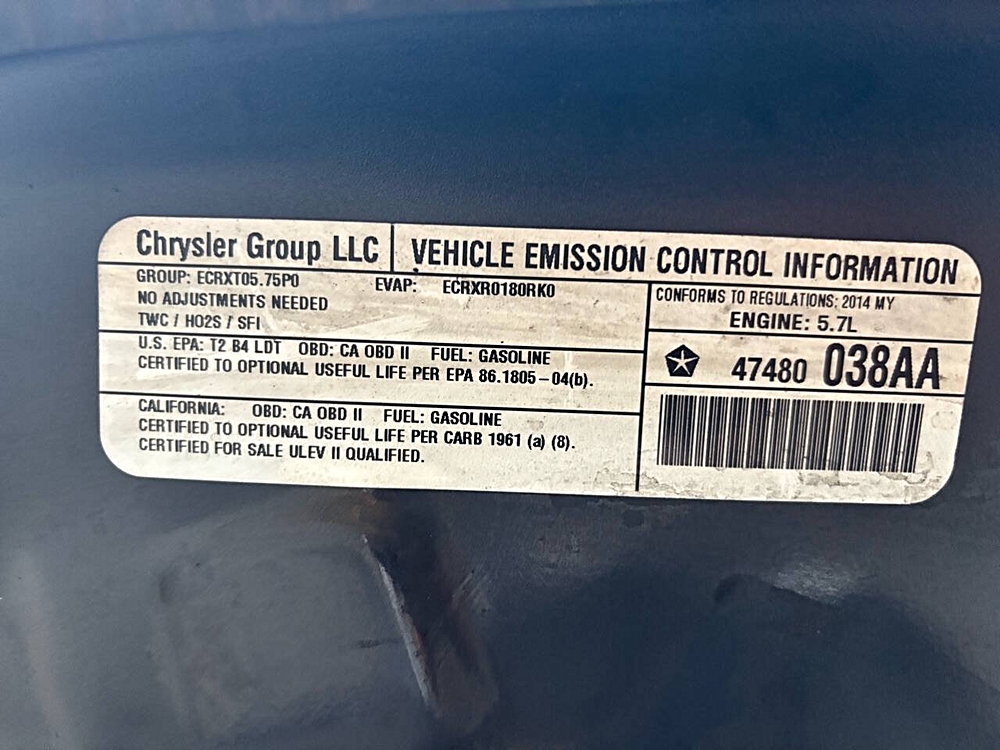 Chrysler Group LLC
VEHICLE EMISSION CONTROL INFORMATION
GROUP: ECRXT05.75P0 EVAP: ECRXR0180RK0
NO ADJUSTMENTS NEEDED
TWC / HO2S / SFI
CONFORMS TO REGULATIONS: 2014 MY
ENGINE: 5.7L
U.S. EPA: T2 B4 LDT OBD: CA OBD II FUEL: GASOLINE
CERTIFIED TO OPTIONAL USEFUL LIFE PER EPA 86.1805-04(b).
47480 038AA
CALIFORNIA: OBD: CA OBD II FUEL: GASOLINE
CERTIFIED TO OPTIONAL USEFUL LIFE PER CARB 1961 (a) (8).
CERTIFIED FOR SALE ULEV II QUALIFIED.